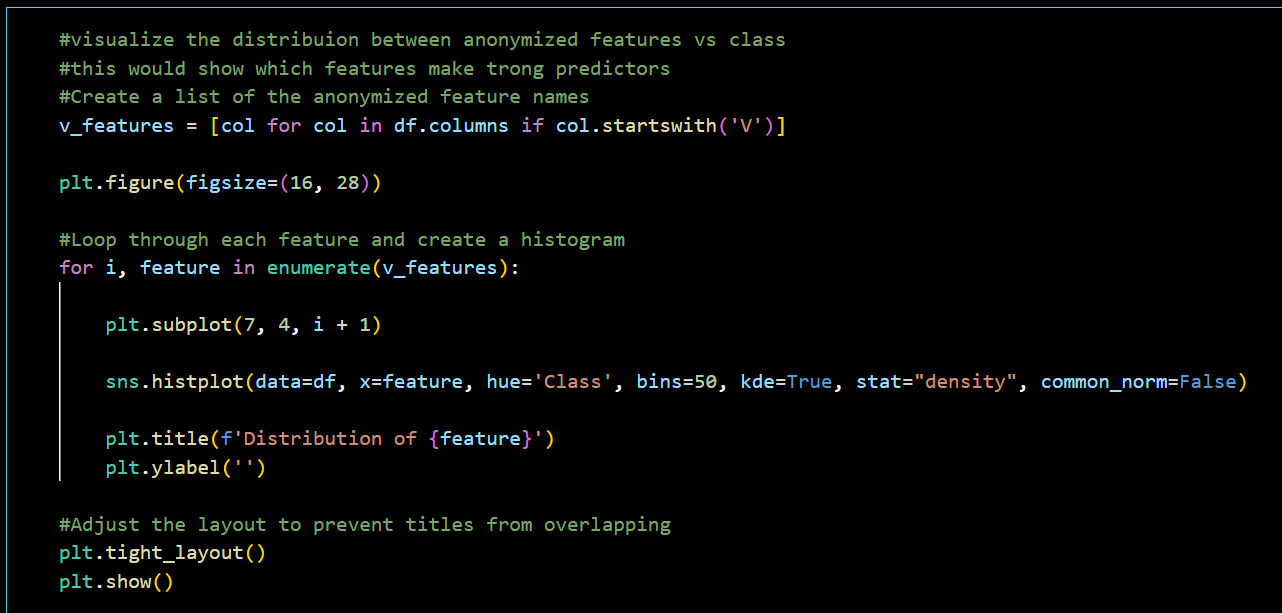 #visualize the distribuion between anonymized features vs class
#this would show which features make trong predictors
#Create a list of the anonymized feature names
v_features = [col for col in df.columns if col.startswith('V')]
plt.figure(figsize=(16, 28))
#Loop through each feature and create a histogram
for i, feature in enumerate(v_features):
plt.subplot(7, 4, i + 1)
sns.histplot(data=df, x=feature, hue='Class', bins=50, kde=True, stat="density", common_norm=False)
plt.title(f'Distribution of {feature}')
plt.ylabel('')
#Adjust the layout to prevent titles from overlapping
plt.tight_layout()
plt.show()